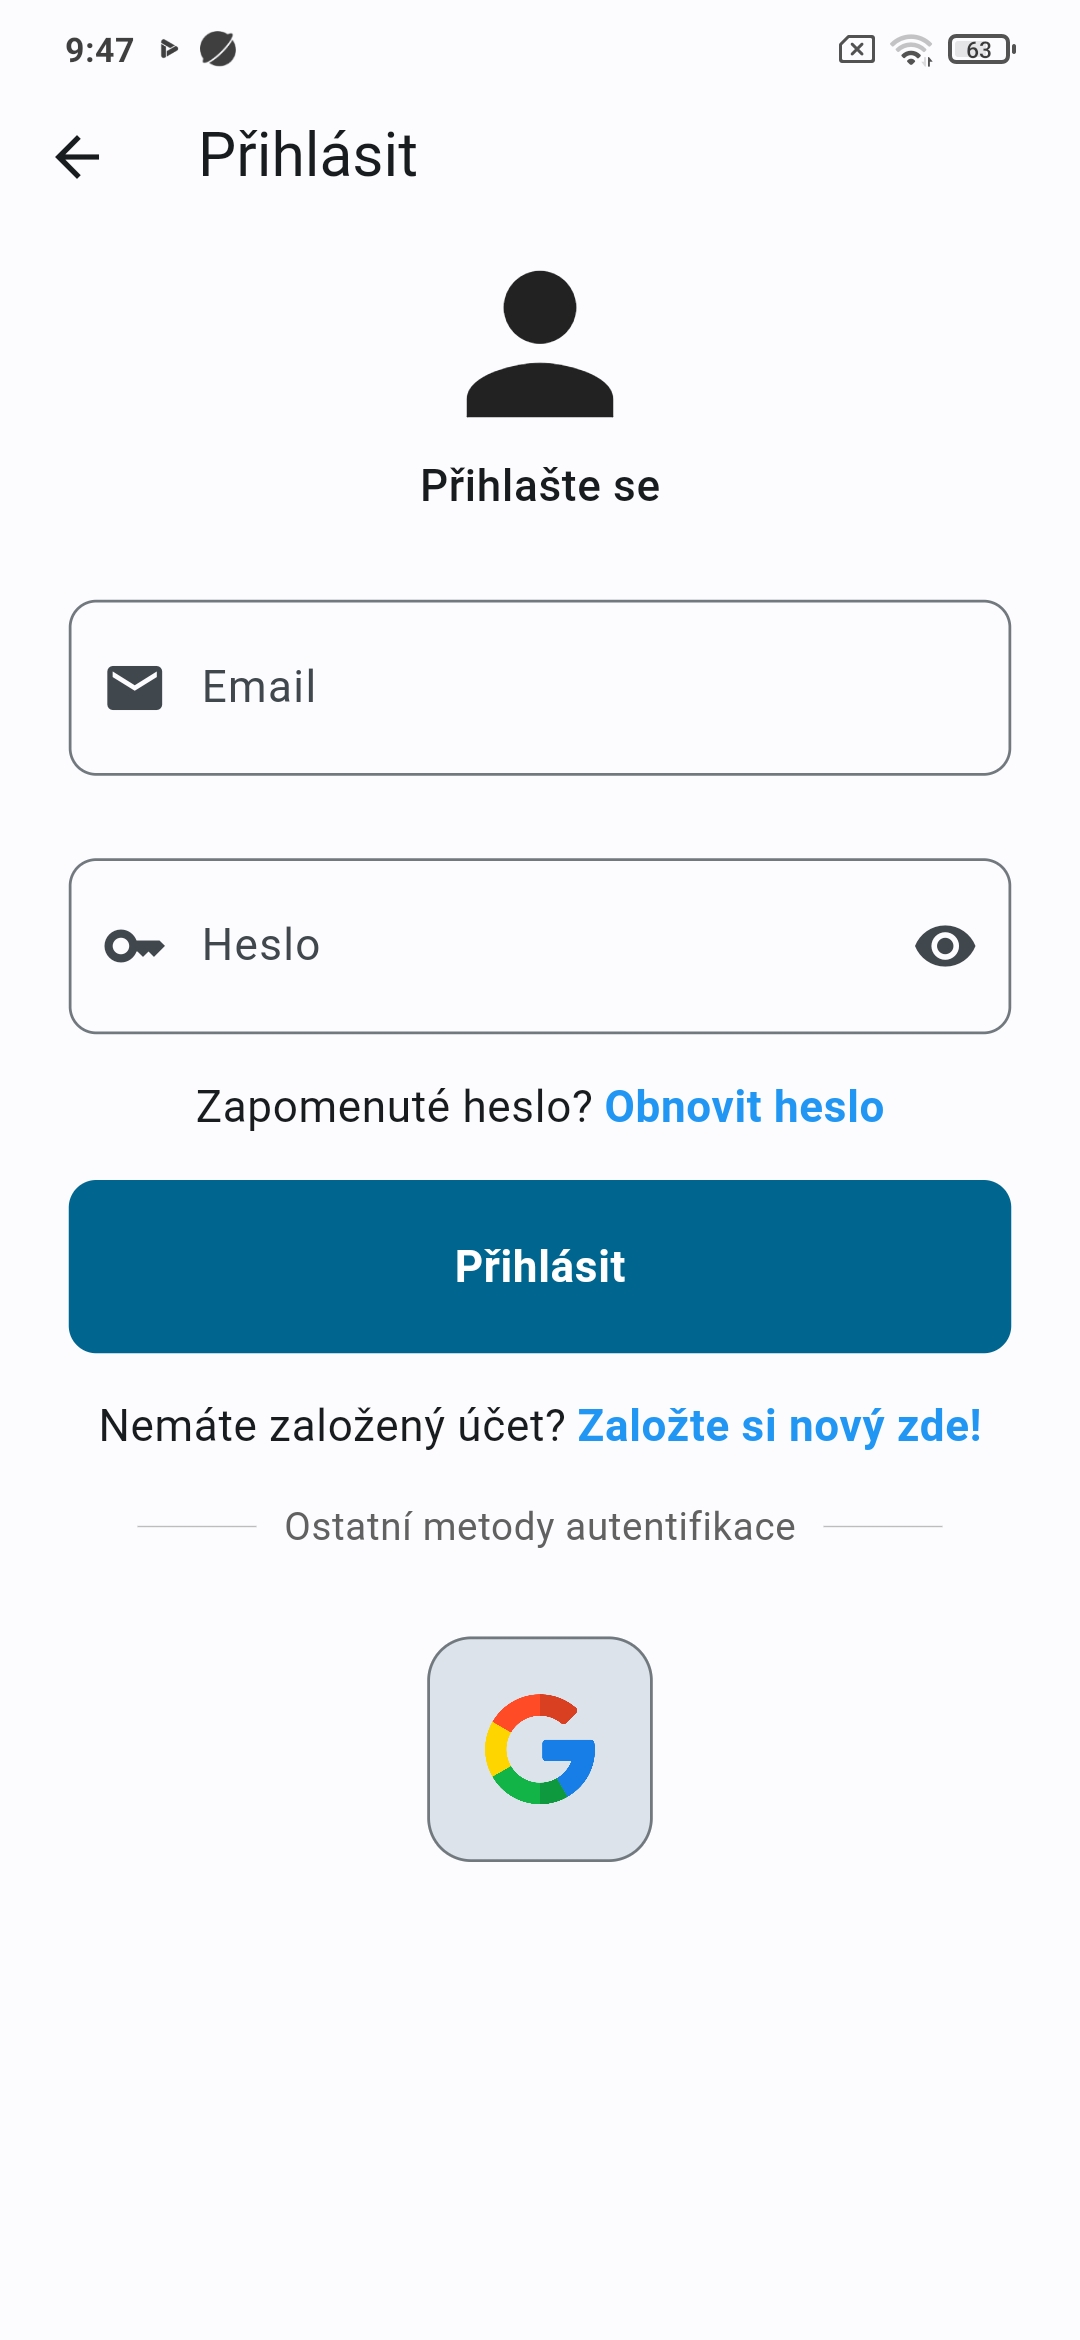 9:47
63
Přihlásit
Přihlašte se
Email
Heslo
Zapomenuté heslo? Obnovit heslo
Přihlásit
Nemáte založený účet? Založte si nový zde!
Ostatní metody autentifikace